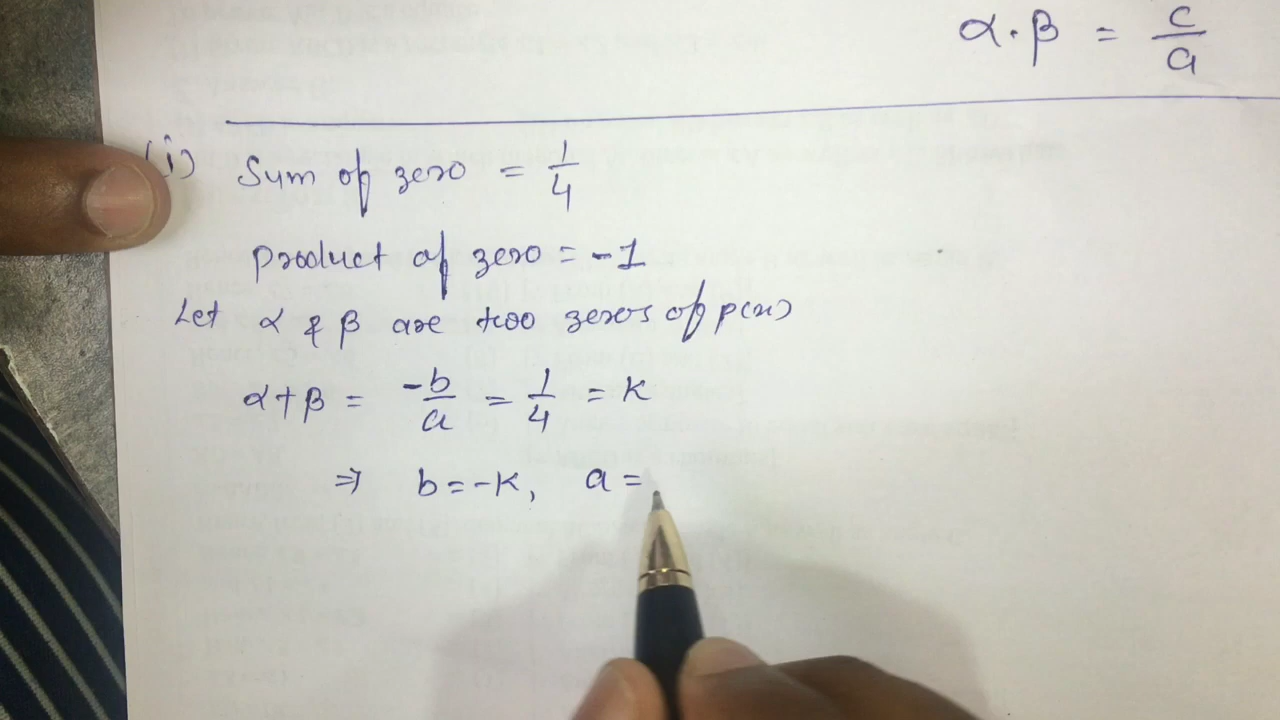 α.β = c/a
(i) Sum of zero = 1/4
product of zero = -1
Let α & β are two zeros of p(x)
α+β = -b/a = 1/4 = K
⇒ b = -K, a =